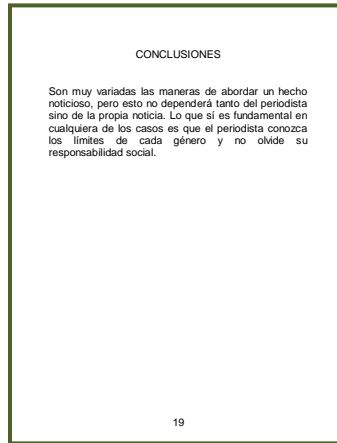 CONCLUSIONES
Son muy variadas las maneras de abordar un hecho
noticioso, pero esto no dependerá tanto del periodista
sino de la propia noticia. Lo que sí es fundamental en
cualquiera de los casos es que el periodista conozca
los límites de cada género y no olvide su
responsabilidad social.
19